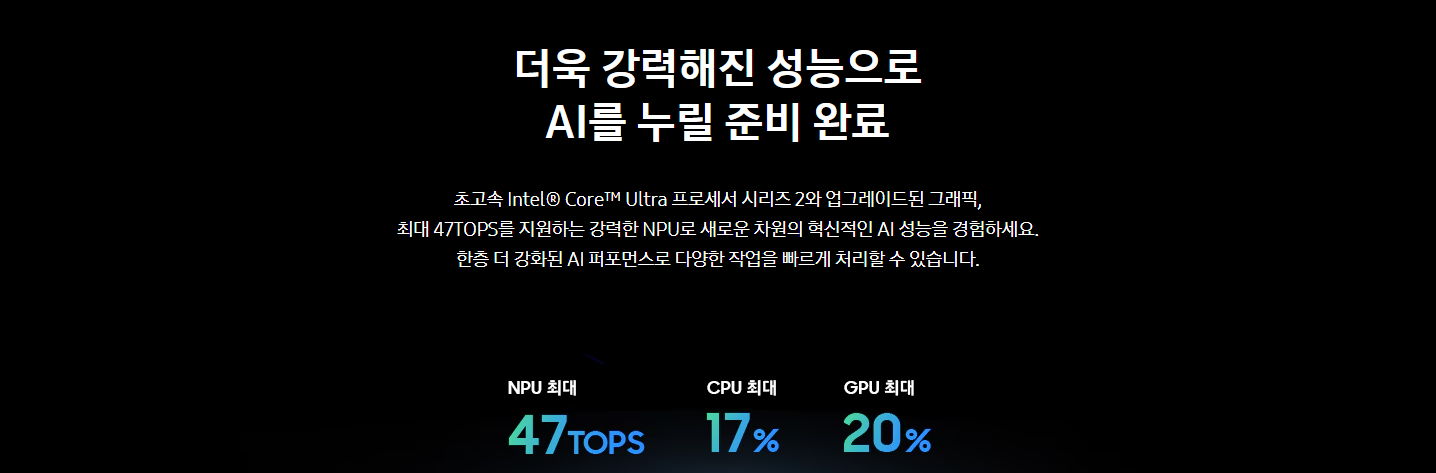 더욱 강력해진 성능으로
AI를 누릴 준비 완료
초고속 Intel® Core™ Ultra 프로세서 시리즈 2와 업그레이드된 그래픽,
최대 47TOPS를 지원하는 강력한 NPU로 새로운 차원의 혁신적인 AI 성능을 경험하세요.
한층 더 강화된 AI 퍼포먼스로 다양한 작업을 빠르게 처리할 수 있습니다.
NPU 최대 CPU 최대 GPU 최대
47TOPS 17% 20%